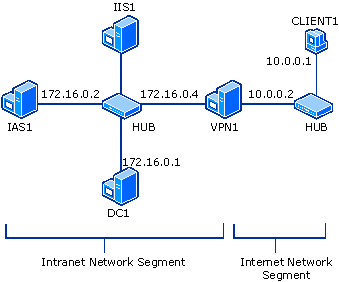 IIS1
CLIENT1
10.0.0.1
172.16.0.2
172.16.0.4
10.0.0.2
IAS1
HUB
VPN1
HUB
172.16.0.1
DC1
Intranet Network Segment
Internet Network
Segment